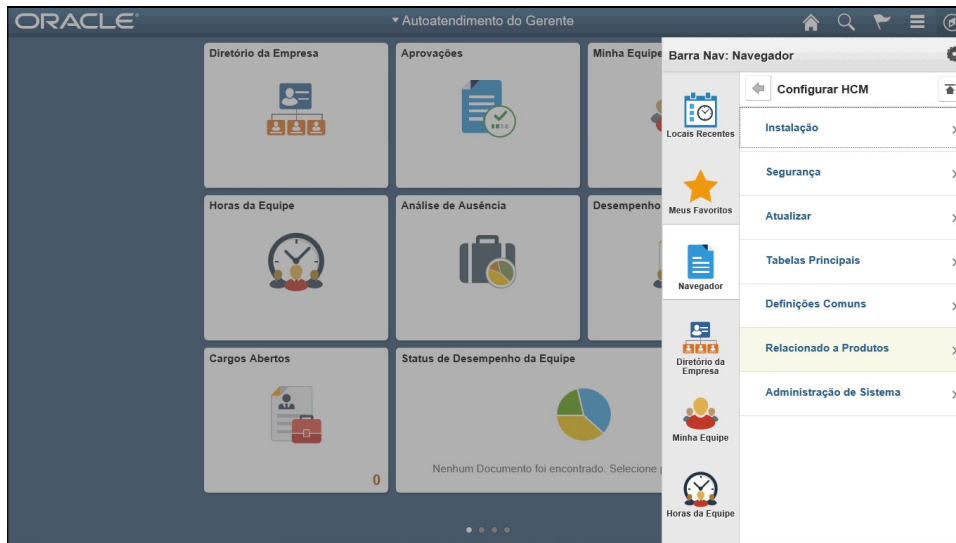 ORACLE
Autoatendimento do Gerente
Diretório da Empresa
Aprovações
Minha Equipe
Horas da Equipe
Análise de Ausência
Desempenho
Cargos Abertos
0
Status de Desempenho da Equipe
Nenhum Documento foi encontrado. Selecione
Barra Nav: Navegador
Locais Recentes
Meus Favoritos
Navegador
Diretório da
Empresa
Minha Equipe
Horas da Equipe
Configurar HCM
Instalação
Segurança
Atualizar
Tabelas Principais
Definições Comuns
Relacionado a Produtos
Administração de Sistema